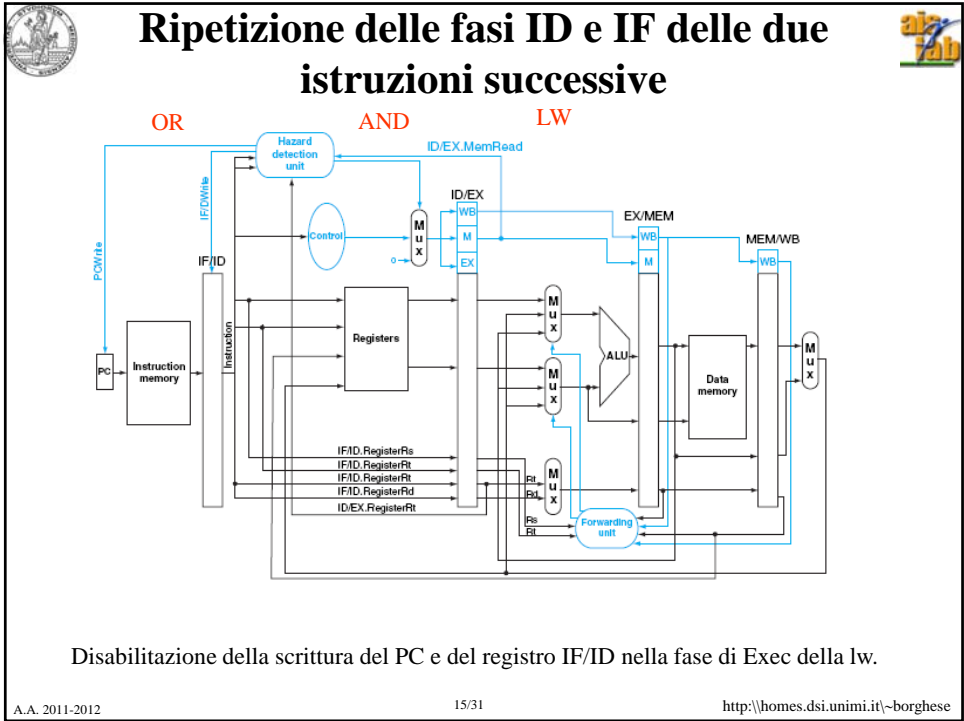 Ripetizione delle fasi ID e IF delle due
istruzioni successive
OR
AND
LW
Hazard
detection
unit
ID/EX.MemRead
ID/EX
WB
M
EX
EX/MEM
WB
M
MEM/WB
WB
Control
0
M
u
x
PCWrite
IF/DWrite
IF/ID
PC
Instruction
memory
Instruction
Registers
M
u
x
M
u
x
ALU
Data
memory
M
u
x
IF/ID.RegisterRs
IF/ID.RegisterRt
IF/ID.RegisterRt
IF/ID.RegisterRd
ID/EX.RegisterRt
Rt
Rd
M
u
x
Rs
Rt
Forwarding
unit
Disabilitazione della scrittura del PC e del registro IF/ID nella fase di Exec della lw.
A.A. 2011-2012
15/31
http:\\homes.dsi.unimi.it\~borghese